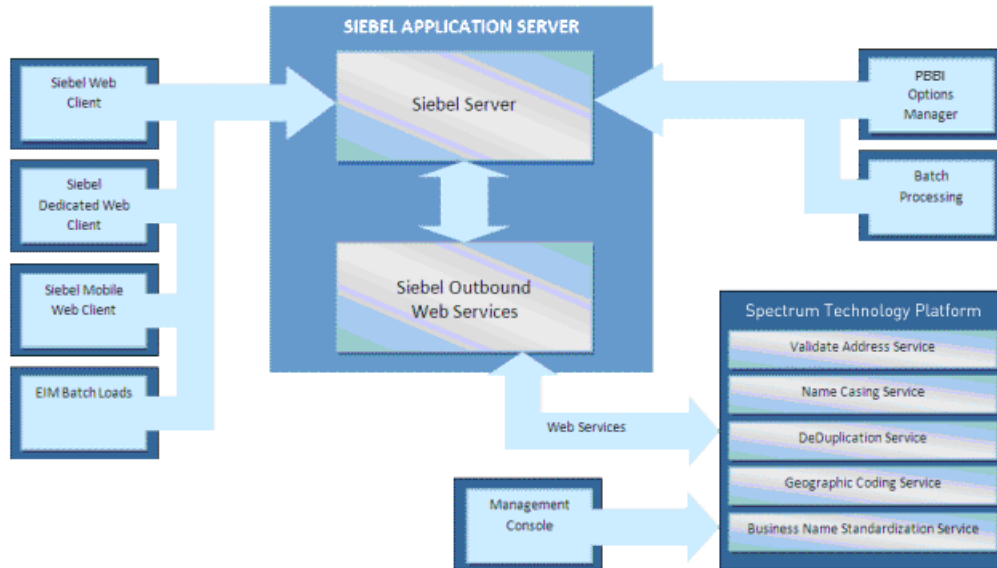 SIEBEL APPLICATION SERVER
Siebel Server
Siebel Outbound
Web Services
Siebel Web
Client
Siebel
Dedicated Web
Client
Siebel Mobile
Web Client
EIM Batch Loads
PBBI
Options
Manager
Batch
Processing
Spectrum Technology Platform
Validate Address Service
Name Casing Service
DeDuplication Service
Geographic Coding Service
Business Name Standardization Service
Web Services
Management
Console